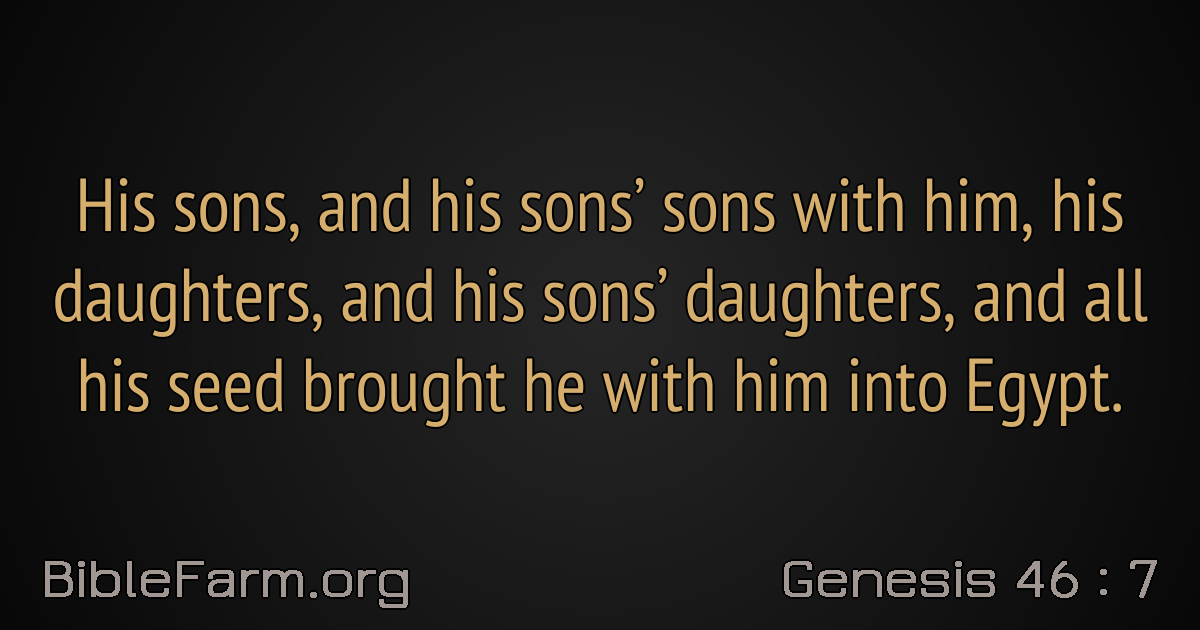 His sons, and his sons’ sons with him, his
daughters, and his sons’ daughters, and all
his seed brought he with him into Egypt.
BibleFarm.org
Genesis 46 : 7